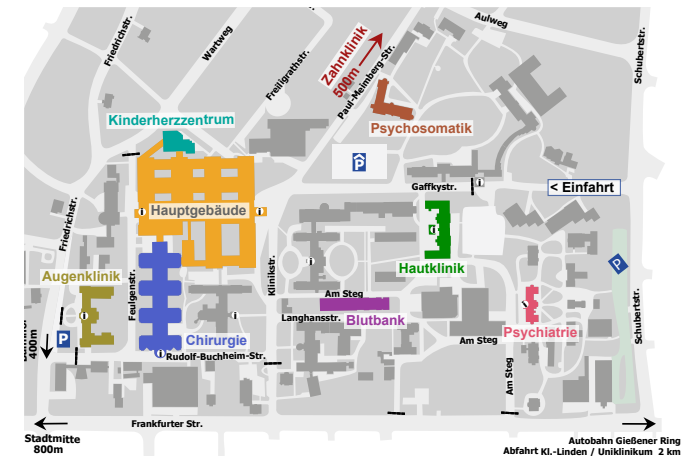 Aulweg
Friedrichstr.
Wartweg
Freiligrathstr.
Zahnklinik
500m
Paul-Meimberg-Str.
Schubertstr.
Kinderherzzentrum
Psychosomatik
P
Gaffkystr.
i
< Einfahrt
i
Hauptgebäude
i
Friedrichstr.
Hautklinik
i
P
Augenklinik
Feulgenstr.
Klinikstr.
i
Am Steg
Langhansstr.
Blutbank
Psychiatrie
Schubertstr.
i
i
Chirurgie
Am Steg
P
400m
i
Rudolf-Buchheim-Str.
Am Steg
Frankfurter Str.
Stadtmitte
800m
Autobahn Gießener Ring
Abfahrt Kl.-Linden / Uniklinikum 2 km